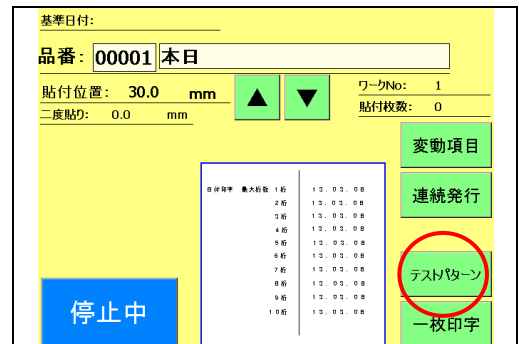 基準日付:
品番: 00001 本日
貼付位置: 30.0 mm ▲ ▼ ワークNo: 1
二度貼り: 0.0 mm 貼付枚数: 0
変動項目
連続発行
日付印字 最大桁数 1桁 13.03.08
2桁 13.03.08
3桁 13.03.08
4桁 13.03.08
5桁 13.03.08
6桁 13.03.08
7桁 13.03.08
8桁 13.03.08
9桁 13.03.08
10桁 13.03.08
テストパターン
停止中
一枚印字